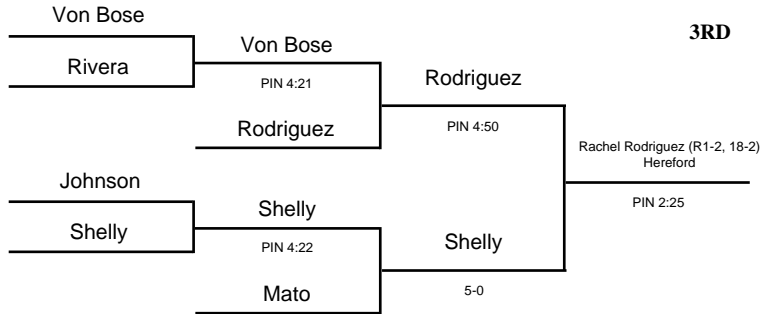 Von Bose
3RD
Von Bose
Rivera
PIN 4:21
Rodriguez
Rodriguez
PIN 4:50
Rachel Rodriguez (R1-2, 18-2)
Hereford
Johnson
PIN 2:25
Shelly
Shelly
PIN 4:22
Shelly
Mato
5-0